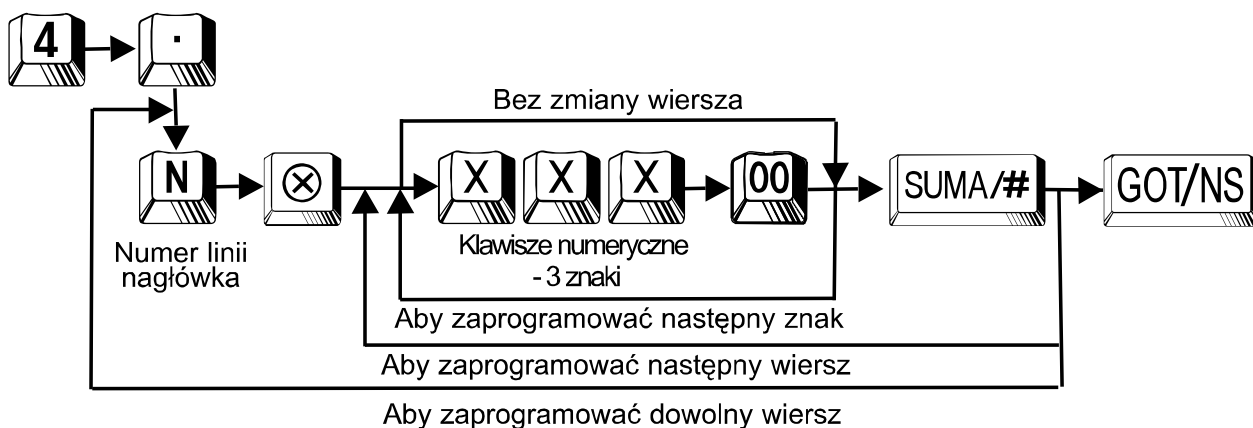 4
.
Bez zmiany wiersza
N
⊗
X X X
00
SUMA/#
GOT/NS
Numer linii
nagłówka
Klawisze numeryczne
- 3 znaki
Aby zaprogramować następny znak
Aby zaprogramować następny wiersz
Aby zaprogramować dowolny wiersz